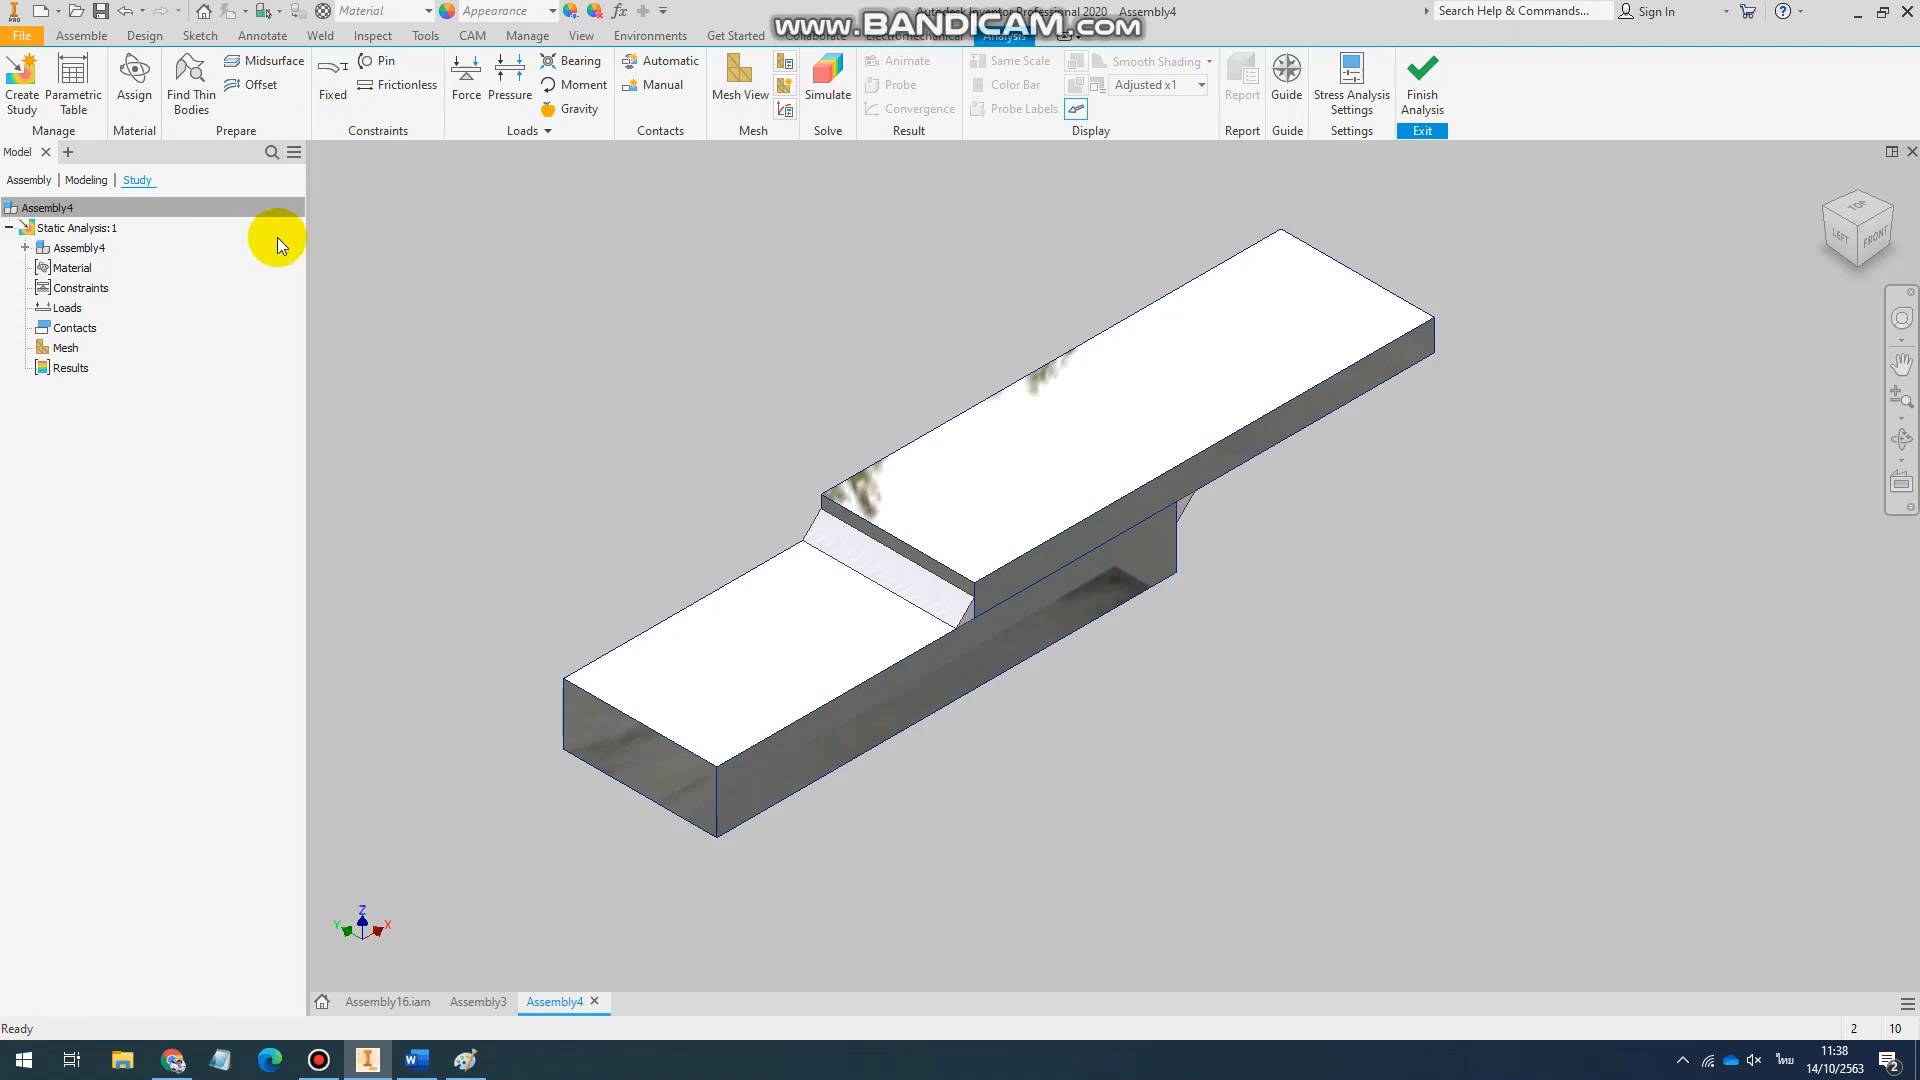 Material
Appearance
fx
Autodesk Inventor Professional 2020 Assembly4
www.BANDICAM.com
Search Help & Commands...
Sign In
File
Assemble
Design
Sketch
Annotate
Weld
Inspect
Tools
CAM
Manage
View
Environments
Get Started
Collaborate
Electromechanical
Analysis
Create Study
Parametric Table
Manage
Assign
Material
Find Thin Bodies
Midsurface
Offset
Prepare
Fixed
Pin
Frictionless
Constraints
Force
Pressure
Bearing
Moment
Gravity
Loads
Automatic
Manual
Contacts
Mesh View
Mesh
Simulate
Solve
Animate
Probe
Convergence
Result
Same Scale
Color Bar
Probe Labels
Smooth Shading
Adjusted x1
Display
Report
Report
Guide
Guide
Stress Analysis Settings
Settings
Finish Analysis
Exit
Model
Assembly
Modeling
Study
Assembly4
Static Analysis:1
Assembly4
Material
Constraints
Loads
Contacts
Mesh
Results
TOP
LEFT
FRONT
Z
Y
X
Assembly16.iam
Assembly3
Assembly4
Ready
2
10
ไทย
11:38
14/10/2563
2